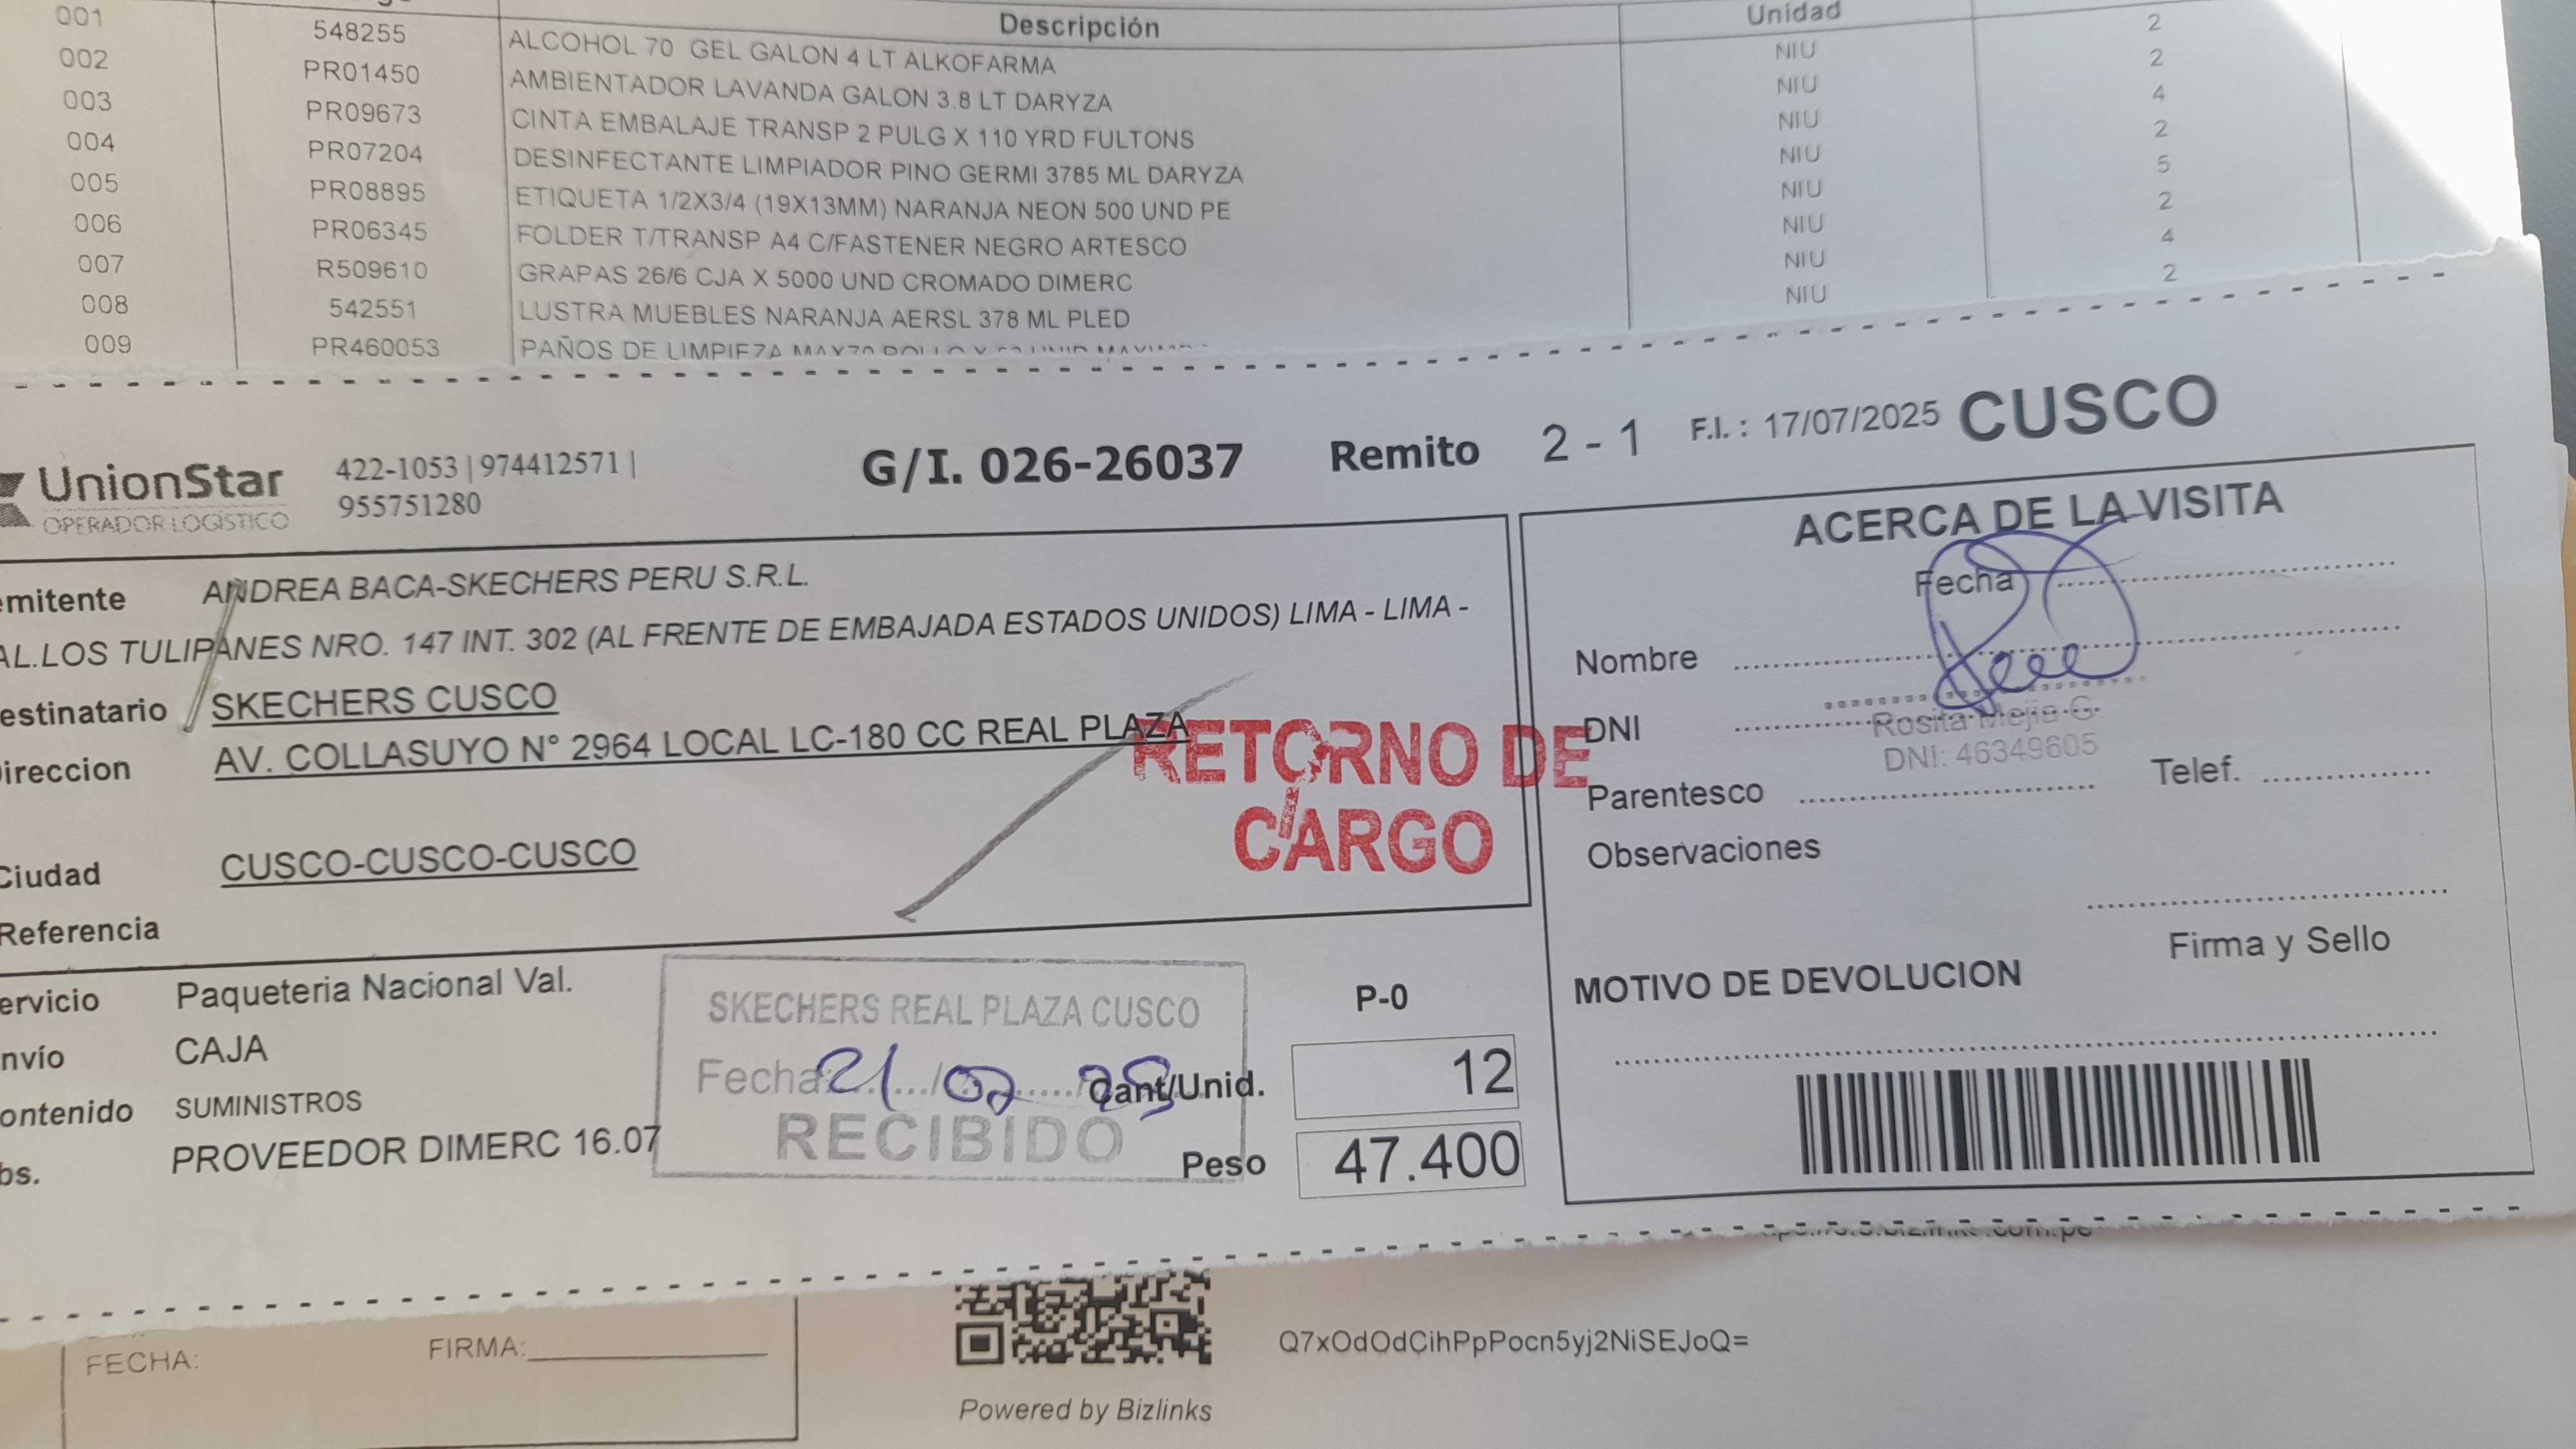 Descripción Unidad
001 548255 ALCOHOL 70 GEL GALON 4 LT ALKOFARMA NIU 2
002 PR01450 AMBIENTADOR LAVANDA GALON 3.8 LT DARYZA NIU 2
003 PR09673 CINTA EMBALAJE TRANSP 2 PULG X 110 YRD FULTONS NIU 4
004 PR07204 DESINFECTANTE LIMPIADOR PINO GERMI 3785 ML DARYZA NIU 2
005 PR08895 ETIQUETA 1/2X3/4 (19X13MM) NARANJA NEON 500 UND PE NIU 5
006 PR06345 FOLDER T/TRANSP A4 C/FASTENER NEGRO ARTESCO NIU 2
007 R509610 GRAPAS 26/6 CJA X 5000 UND CROMADO DIMERC NIU 4
008 542551 LUSTRA MUEBLES NARANJA AERSL 378 ML PLED NIU 2
009 PR460053 PAÑOS DE LIMPIEZA
UnionStar
OPERADOR LOGÍSTICO
422-1053 | 974412571 |
955751280
G/I. 026-26037 Remito 2 - 1 F.I. : 17/07/2025 CUSCO
emitente ANDREA BACA-SKECHERS PERU S.R.L.
AL.LOS TULIPANES NRO. 147 INT. 302 (AL FRENTE DE EMBAJADA ESTADOS UNIDOS) LIMA - LIMA -
estinatario SKECHERS CUSCO
ireccion AV. COLLASUYO N° 2964 LOCAL LC-180 CC REAL PLAZA
RETORNO DE
CARGO
Ciudad CUSCO-CUSCO-CUSCO
Referencia
ervicio Paqueteria Nacional Val.
nvío CAJA
ontenido SUMINISTROS
bs. PROVEEDOR DIMERC 16.07
SKECHERS REAL PLAZA CUSCO
Fecha: 21/07/25
RECIBIDO
P-0
Cant/Unid. 12
Peso 47.400
ACERCA DE LA VISITA
Fecha
Nombre
DNI
Rosita Mejia G.
DNI: 46349605
Parentesco Telef.
Observaciones
Firma y Sello
MOTIVO DE DEVOLUCION
FECHA: FIRMA:
Q7xOdOdCihPpPocn5yj2NiSEJoQ=
Powered by Bizlinks